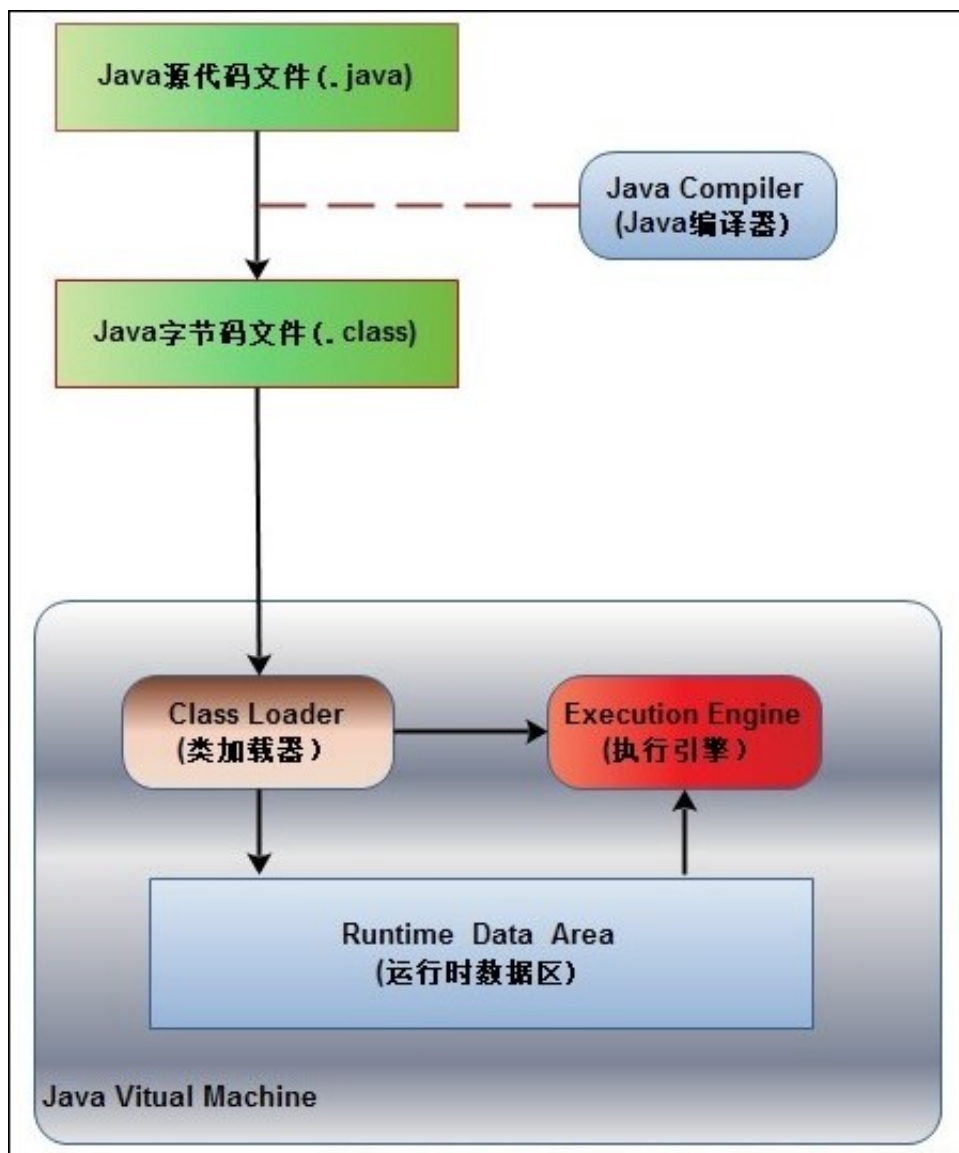 Java源代码文件(.java)
Java Compiler
(Java编译器)
Java字节码文件(.class)
Class Loader
(类加载器)
Execution Engine
(执行引擎)
Runtime Data Area
(运行时数据区)
Java Vitual Machine